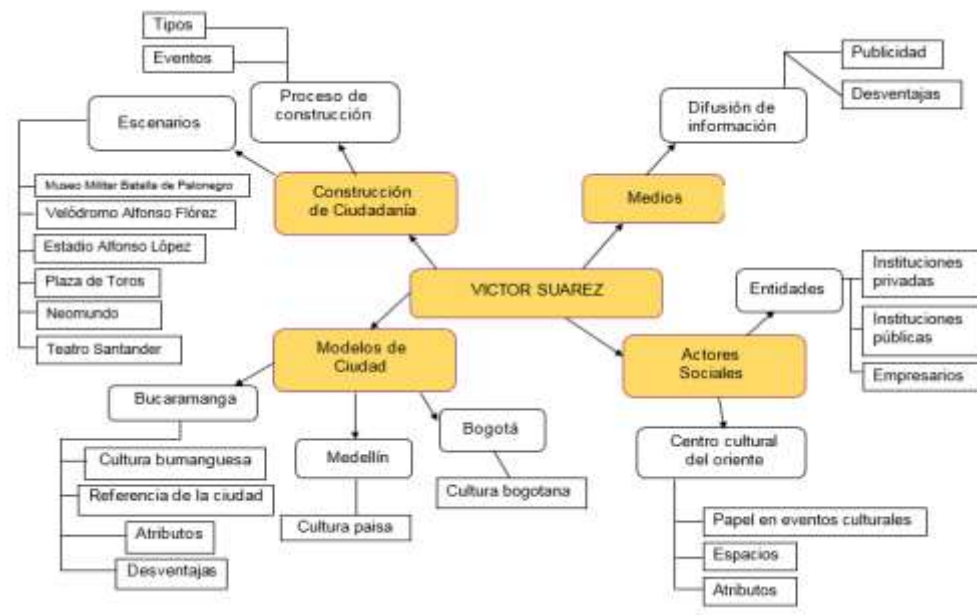 Tipos
Eventos
Proceso de
construcción
Escenarios
Museo Militar Batalla de Palonegro
Velódromo Alfonso Flórez
Estadio Alfonso López
Plaza de Toros
Neomundo
Teatro Santander
Construcción
de Ciudadanía
Publicidad
Desventajas
Difusión de
información
Medios
VICTOR SUAREZ
Entidades
Instituciones
privadas
Instituciones
públicas
Empresarios
Actores
Sociales
Centro cultural
del oriente
Papel en eventos culturales
Espacios
Atributos
Modelos de
Ciudad
Bucaramanga
Cultura bumanguesa
Referencia de la ciudad
Atributos
Desventajas
Medellín
Cultura paisa
Bogotá
Cultura bogotana